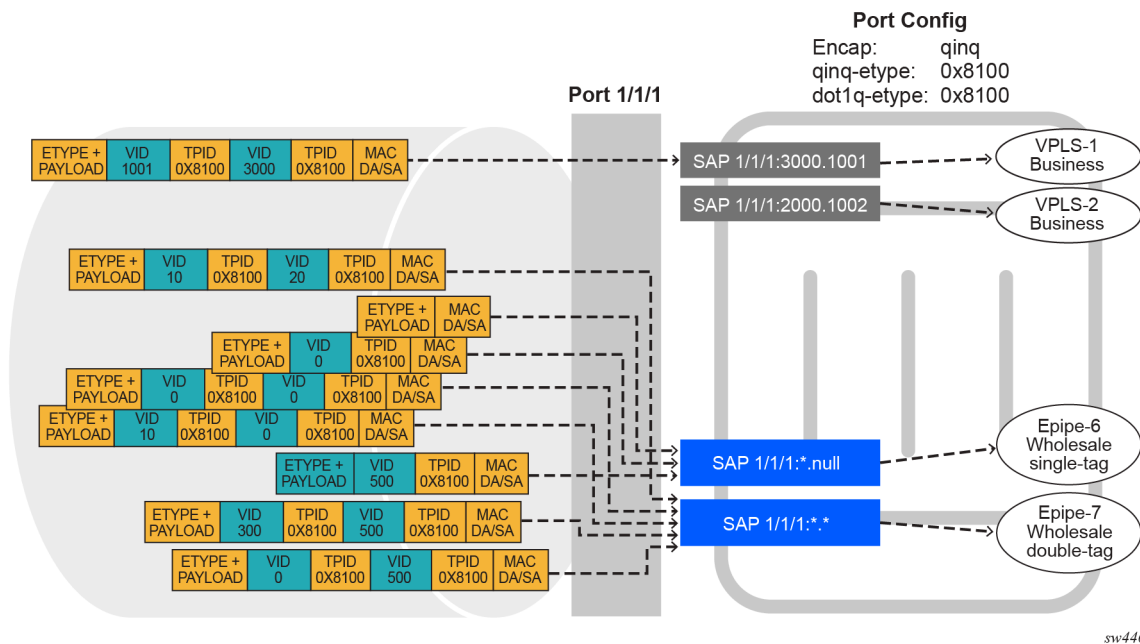 Port Config
Encap: qinq
qinq-etype: 0x8100
dot1q-etype: 0x8100
Port 1/1/1
ETYPE + PAYLOAD VID 1001 TPID 0X8100 VID 3000 TPID 0X8100 MAC DA/SA
SAP 1/1/1:3000.1001
VPLS-1
Business
SAP 1/1/1:2000.1002
VPLS-2
Business
ETYPE + PAYLOAD VID 10 TPID 0X8100 VID 20 TPID 0X8100 MAC DA/SA
ETYPE + PAYLOAD MAC DA/SA
ETYPE + PAYLOAD VID 0 TPID 0X8100 MAC DA/SA
ETYPE + PAYLOAD VID 0 TPID 0X8100 VID 0 TPID 0X8100 MAC DA/SA
ETYPE + PAYLOAD VID 10 TPID 0X8100 VID 0 TPID 0X8100 MAC DA/SA
ETYPE + PAYLOAD VID 500 TPID 0X8100 MAC DA/SA
SAP 1/1/1:*.null
Epipe-6
Wholesale
single-tag
ETYPE + PAYLOAD VID 300 TPID 0X8100 VID 500 TPID 0X8100 MAC DA/SA
SAP 1/1/1:*.*
Epipe-7
Wholesale
double-tag
ETYPE + PAYLOAD VID 0 TPID 0X8100 VID 500 TPID 0X8100 MAC DA/SA